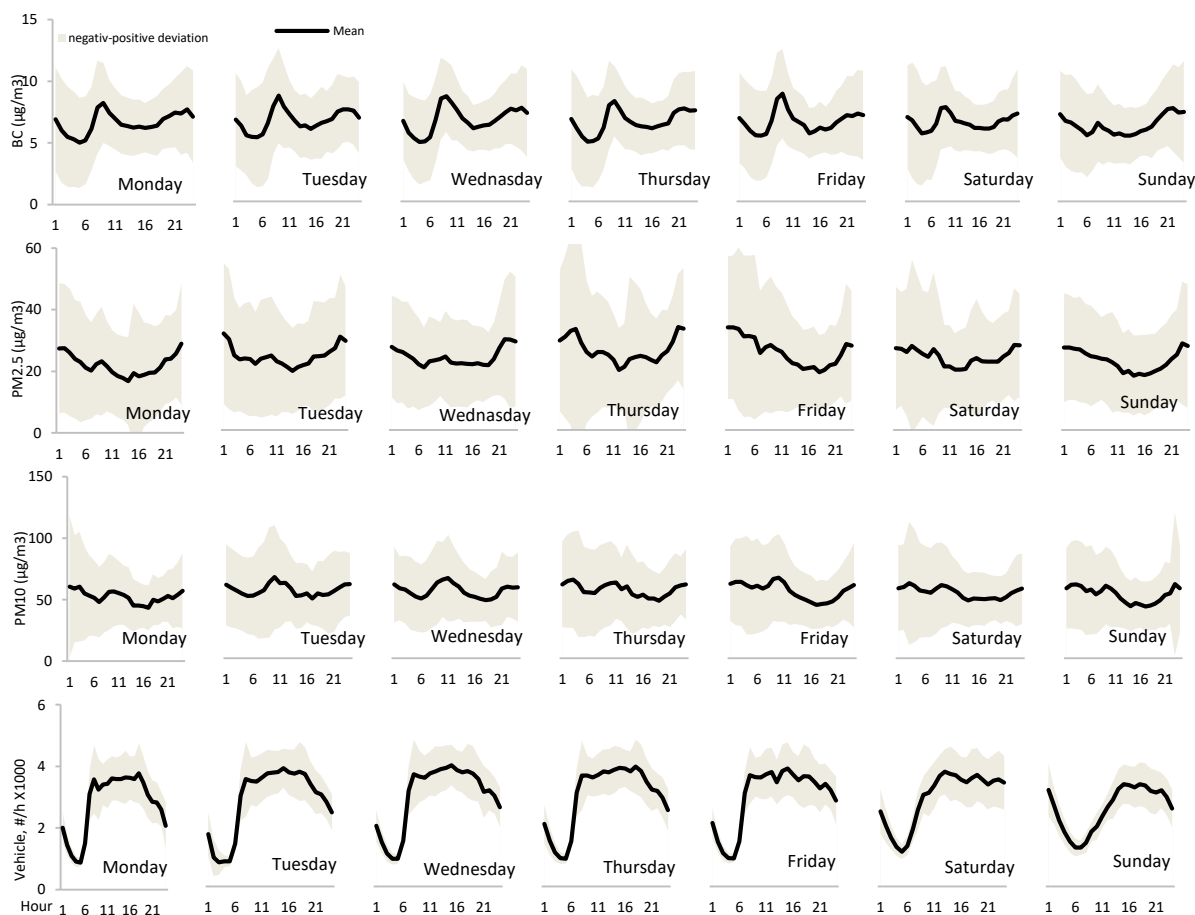 15
negativ-positive deviation
Mean
10
BC (µg/m3)
5
Monday
Tuesday
Wednasday
Thursday
Friday
Saturday
Sunday
0
1 6 11 16 21 1 6 11 16 21 1 6 11 16 21 1 6 11 16 21 1 6 11 16 21 1 6 11 16 21 1 6 11 16 21
60
40
PM2.5 (µg/m3)
20
Monday
Tuesday
Wednasday
Thursday
Friday
Saturday
Sunday
0
1 6 11 16 21 1 6 11 16 21 1 6 11 16 21 1 6 11 16 21 1 6 11 16 21 1 6 11 16 21 1 6 11 16 21
150
100
PM10 (µg/m3)
50
Monday
Tuesday
Wednesday
Thursday
Friday
Saturday
Sunday
0
1 6 11 16 21 1 6 11 16 21 1 6 11 16 21 1 6 11 16 21 1 6 11 16 21 1 6 11 16 21 1 6 11 16 21
6
4
Vehicle, #/h X1000
2
Monday
Tuesday
Wednesday
Thursday
Friday
Saturday
Sunday
0
Hour 1 6 11 16 21 1 6 11 16 21 1 6 11 16 21 1 6 11 16 21 1 6 11 16 21 1 6 11 16 21 1 6 11 16 21